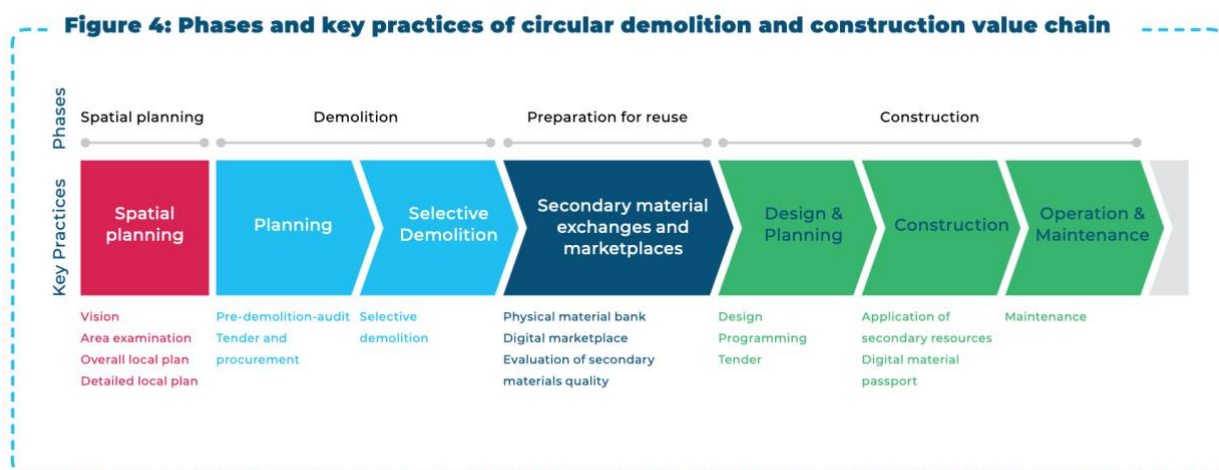 Figure 4: Phases and key practices of circular demolition and construction value chain
Phases
Spatial planning
Demolition
Preparation for reuse
Construction
Key Practices
Spatial
planning
Planning
Selective
Demolition
Secondary material
exchanges and
marketplaces
Design &
Planning
Construction
Operation &
Maintenance
Vision
Area examination
Overall local plan
Detailed local plan
Pre-demolition-audit
Tender and
procurement
Selective
demolition
Physical material bank
Digital marketplace
Evaluation of secondary
materials quality
Design
Programming
Tender
Application of
secondary resources
Digital material
passport
Maintenance